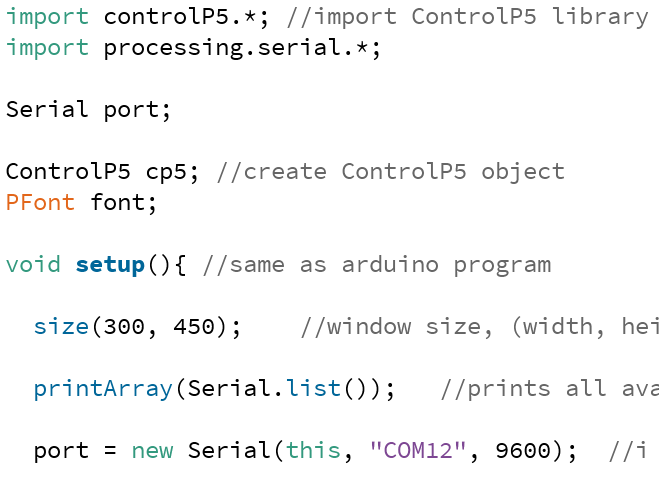 import controlP5.*; //import ControlP5 library
import processing.serial.*;
Serial port;
ControlP5 cp5; //create ControlP5 object
PFont font;
void setup(){ //same as arduino program
size(300, 450);    //window size, (width, hei
printArray(Serial.list());   //prints all ava
port = new Serial(this, "COM12", 9600);  //i